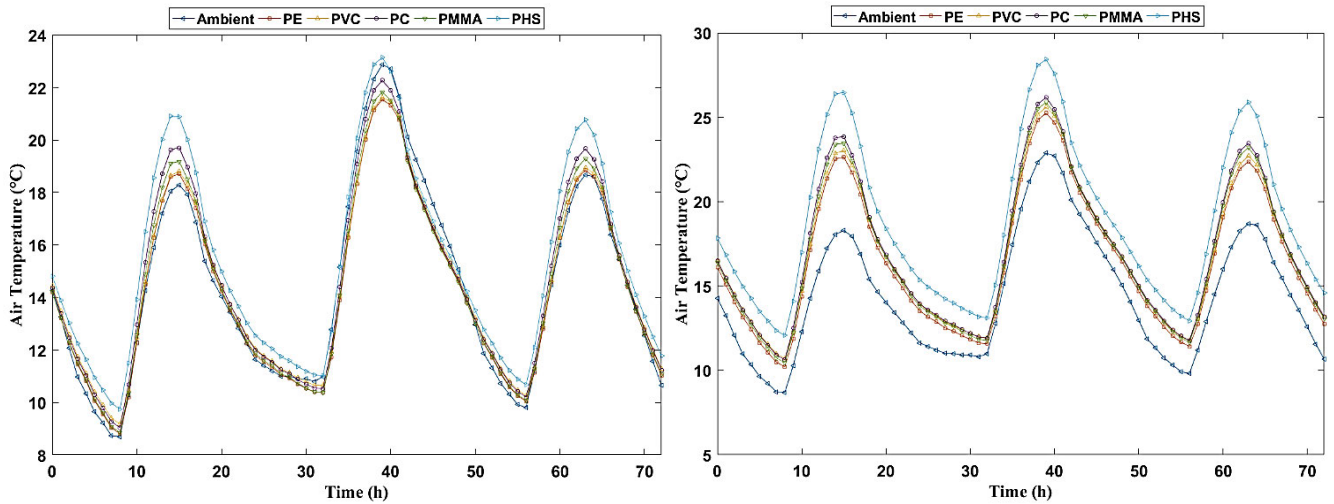 Ambient PE PVC PC PMMA PHS
24
22
20
18
16
14
12
10
8
Air Temperature (°C)
0 10 20 30 40 50 60 70
Time (h)
Ambient PE PVC PC PMMA PHS
30
25
20
15
10
5
Air Temperature (°C)
0 10 20 30 40 50 60 70
Time (h)